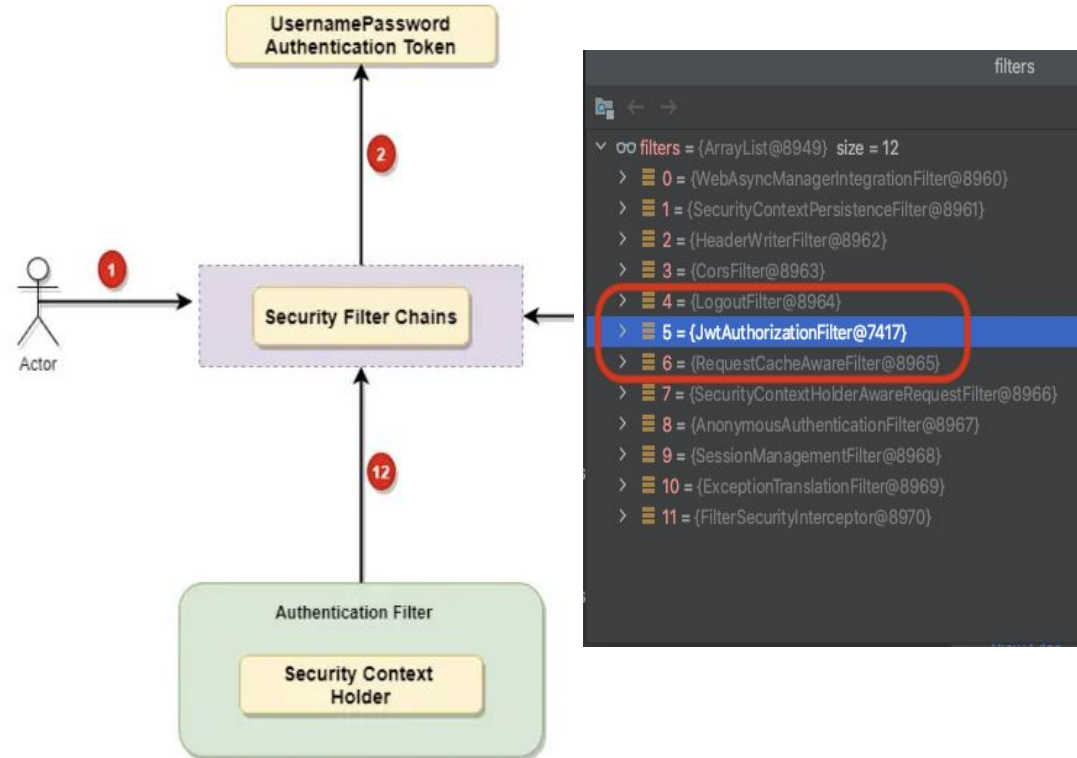 UsernamePassword
Authentication Token
2
1
Actor
Security Filter Chains
12
Authentication Filter
Security Context
Holder
filters
filters = {ArrayList@8949} size = 12
0 = {WebAsyncManagerIntegrationFilter@8960}
1 = {SecurityContextPersistenceFilter@8961}
2 = {HeaderWriterFilter@8962}
3 = {CorsFilter@8963}
4 = {LogoutFilter@8964}
5 = {JwtAuthorizationFilter@7417}
6 = {RequestCacheAwareFilter@8965}
7 = {SecurityContextHolderAwareRequestFilter@8966}
8 = {AnonymousAuthenticationFilter@8967}
9 = {SessionManagementFilter@8968}
10 = {ExceptionTranslationFilter@8969}
11 = {FilterSecurityInterceptor@8970}